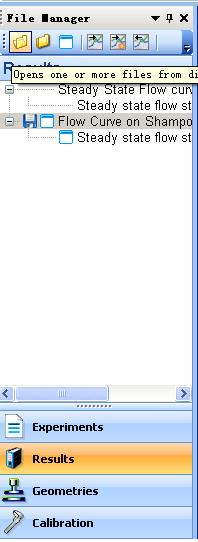 File Manager
Opens one or more files from di
Steady State Flow curv
Steady state flow st
Flow Curve on Shampo
Steady state flow st
Experiments
Results
Geometries
Calibration